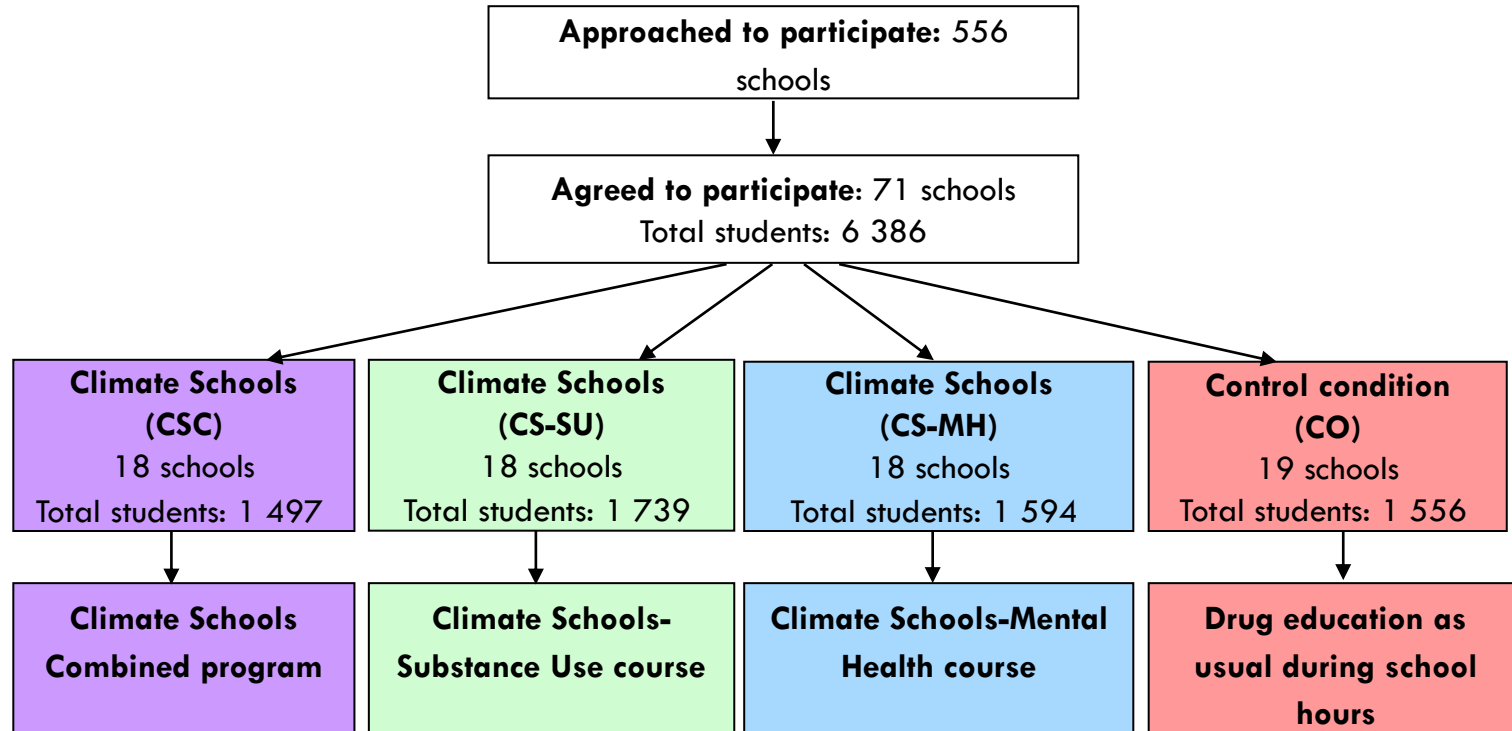 Approached to participate: 556
schools
Agreed to participate: 71 schools
Total students: 6 386
Climate Schools
(CSC)
18 schools
Total students: 1 497
Climate Schools
(CS-SU)
18 schools
Total students: 1 739
Climate Schools
(CS-MH)
18 schools
Total students: 1 594
Control condition
(CO)
19 schools
Total students: 1 556
Climate Schools
Combined program
Climate Schools-
Substance Use course
Climate Schools-Mental
Health course
Drug education as
usual during school
hours